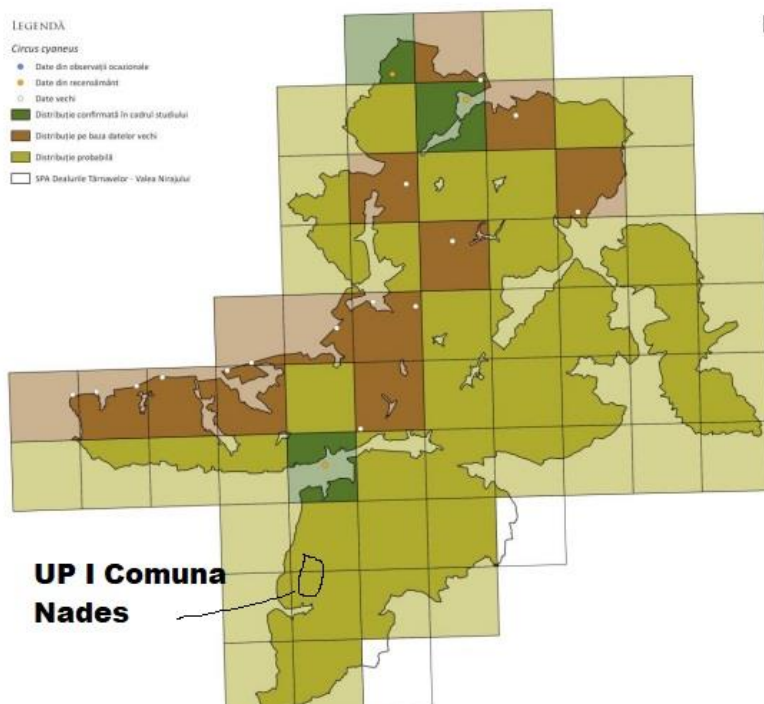 LEGENDĂ
Circus cyaneus
Date din observații ocazionale
Date din recensământ
Date vechi
Distribuție confirmată în cadrul studiului
Distribuție pe baza datelor vechi
Distribuție probabilă
SPA Dealurile Târnavelor - Valea Nirajului
UP I Comuna
Nades